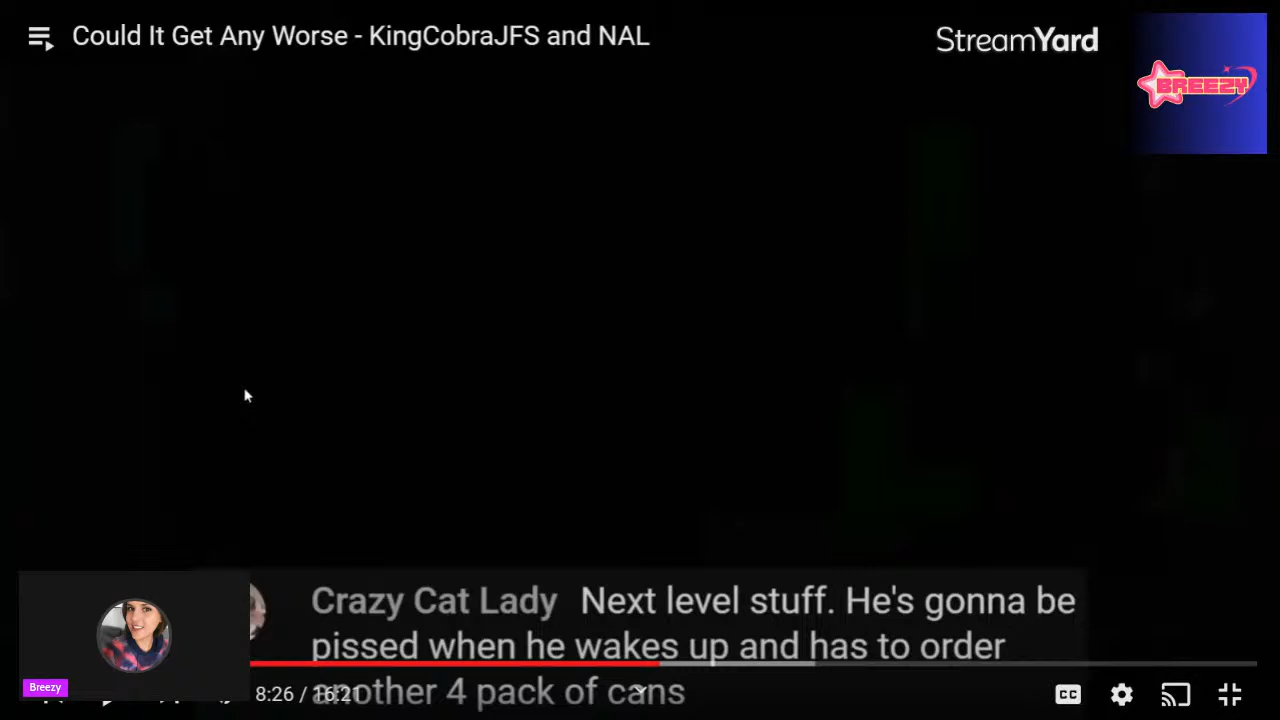 Could It Get Any Worse - KingCobraJFS and NAL
StreamYard
BREEZY
Crazy Cat Lady Next level stuff. He's gonna be
pissed when he wakes up and has to order
another 4 pack of cans
Breezy
8:26 / 16:21
CC